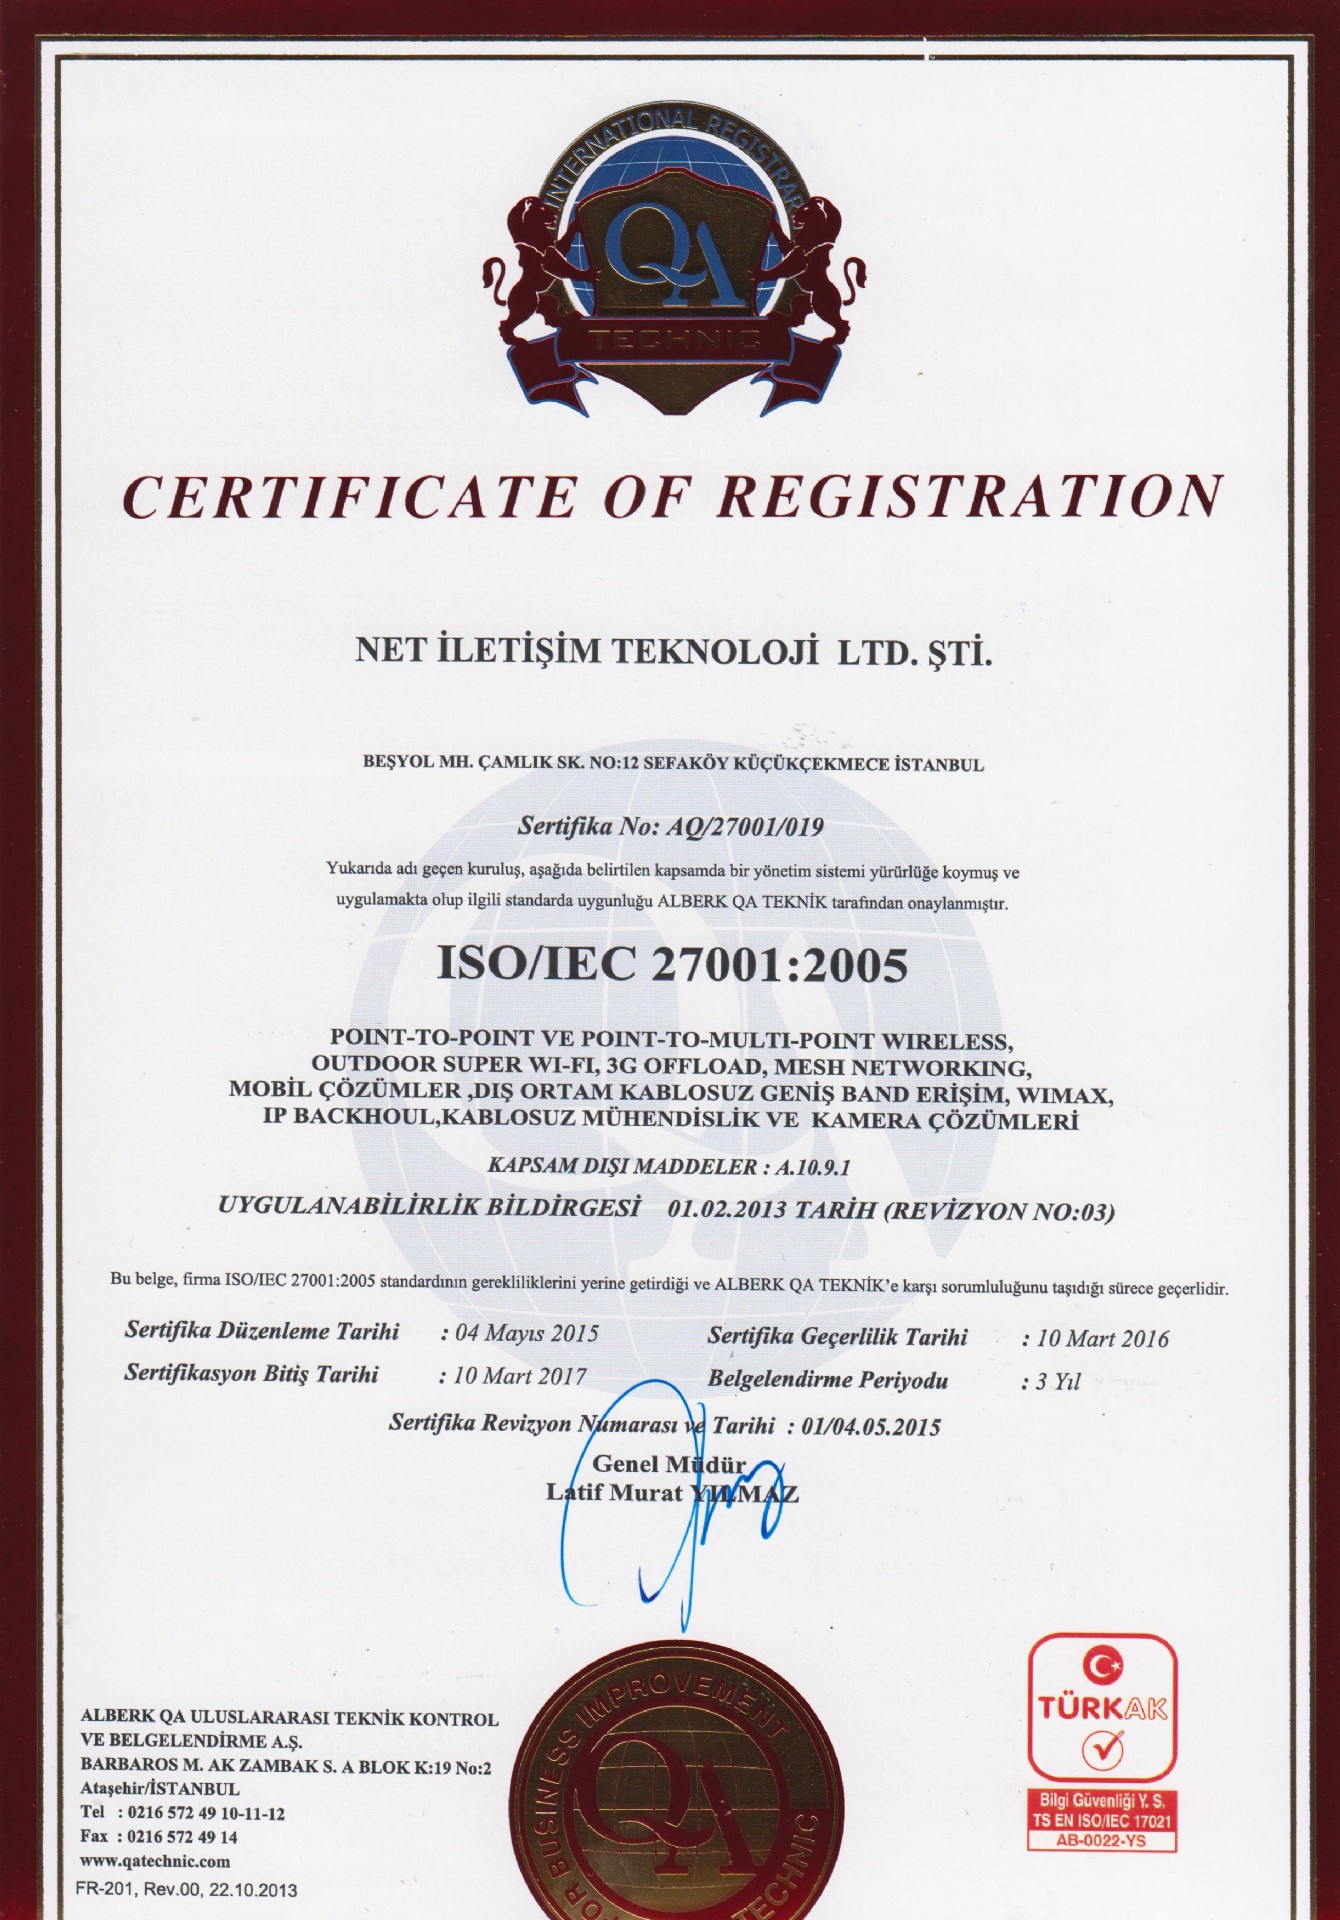 INTERNATIONAL REGISTRAR
QA
TECHNIC
CERTIFICATE OF REGISTRATION
NET İLETİŞİM TEKNOLOJİ LTD. ŞTİ.
BEŞYOL MH. ÇAMLIK SK. NO:12 SEFAKÖY KÜÇÜKÇEKMECE İSTANBUL
Sertifika No: AQ/27001/019
Yukarıda adı geçen kuruluş, aşağıda belirtilen kapsamda bir yönetim sistemi yürürlüğe koymuş ve
uygulamakta olup ilgili standarda uygunluğu ALBERK QA TEKNİK tarafından onaylanmıştır.
ISO/IEC 27001:2005
POINT-TO-POINT VE POINT-TO-MULTI-POINT WIRELESS,
OUTDOOR SUPER WI-FI, 3G OFFLOAD, MESH NETWORKING,
MOBİL ÇÖZÜMLER ,DIŞ ORTAM KABLOSUZ GENİŞ BAND ERİŞİM, WIMAX,
IP BACKHOUL,KABLOSUZ MÜHENDİSLİK VE KAMERA ÇÖZÜMLERİ
KAPSAM DIŞI MADDELER : A.10.9.1
UYGULANABİLİRLİK BİLDİRGESİ 01.02.2013 TARİH (REVİZYON NO:03)
Bu belge, firma ISO/IEC 27001:2005 standardının gerekliliklerini yerine getirdiği ve ALBERK QA TEKNİK'e karşı sorumluluğunu taşıdığı sürece geçerlidir.
Sertifika Düzenleme Tarihi : 04 Mayıs 2015 Sertifika Geçerlilik Tarihi : 10 Mart 2016
Sertifikasyon Bitiş Tarihi : 10 Mart 2017 Belgelendirme Periyodu : 3 Yıl
Sertifika Revizyon Numarası ve Tarihi : 01/04.05.2015
Genel Müdür
Latif Murat YILMAZ
ALBERK QA ULUSLARARASI TEKNİK KONTROL
VE BELGELENDİRME A.Ş.
BARBAROS M. AK ZAMBAK S. A BLOK K:19 No:2
Ataşehir/İSTANBUL
Tel : 0216 572 49 10-11-12
Fax : 0216 572 49 14
www.qatechnic.com
FR-201, Rev.00, 22.10.2013
FOR BUSINESS IMPROVEMENT
QA
TECHNIC
TÜRKAK
Bilgi Güvenliği Y. S.
TS EN ISO/IEC 17021
AB-0022-YS